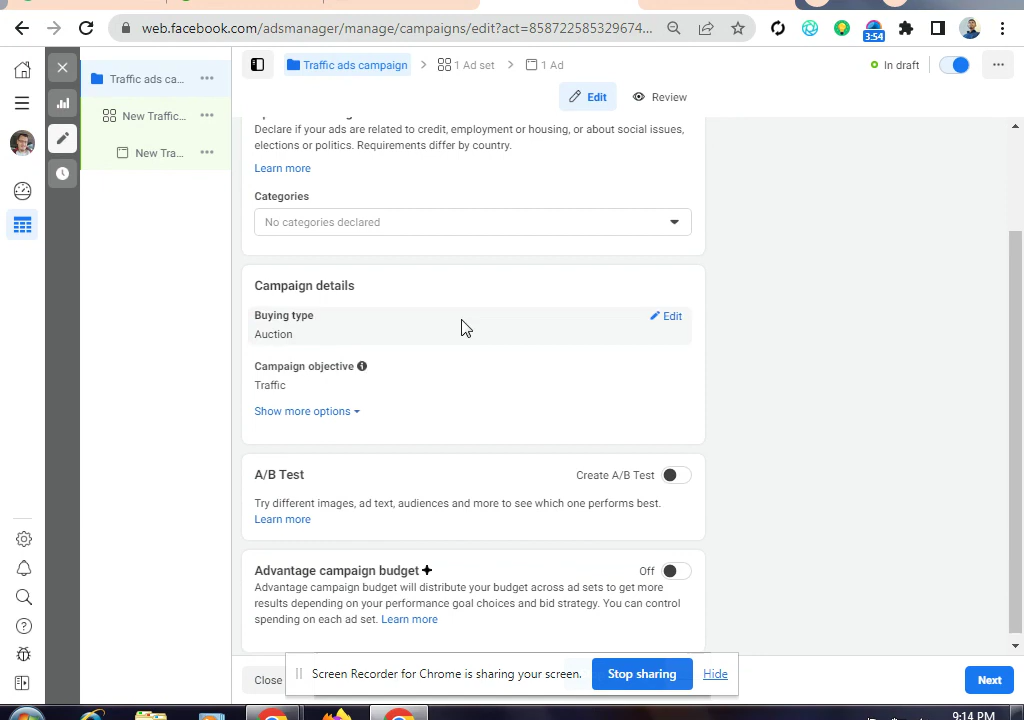 web.facebook.com/adsmanager/manage/campaigns/edit?act=858722585329674...
3:54
Traffic ads ca...
New Traffic...
New Tra...
Traffic ads campaign
1 Ad set
1 Ad
In draft
Edit
Review
Declare if your ads are related to credit, employment or housing, or about social issues,
elections or politics. Requirements differ by country.
Learn more
Categories
No categories declared
Campaign details
Buying type
Edit
Auction
Campaign objective
Traffic
Show more options
A/B Test
Create A/B Test
Try different images, ad text, audiences and more to see which one performs best.
Learn more
Advantage campaign budget
Off
Advantage campaign budget will distribute your budget across ad sets to get more
results depending on your performance goal choices and bid strategy. You can control
spending on each ad set. Learn more
Close
Screen Recorder for Chrome is sharing your screen.
Stop sharing
Hide
Next
9:14 PM